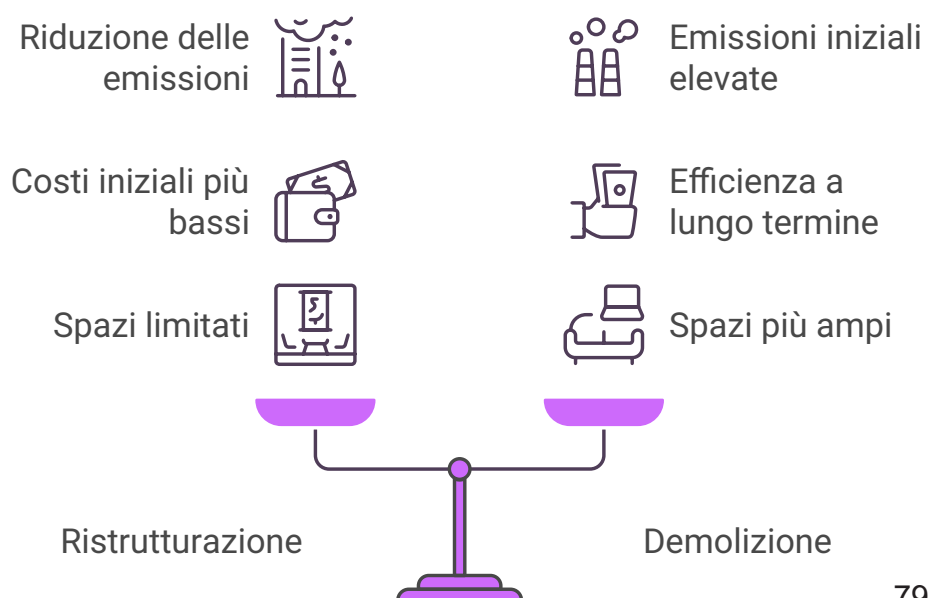 Riduzione delle
emissioni
Emissioni iniziali
elevate
Costi iniziali più
bassi
Efficienza a
lungo termine
Spazi limitati
Spazi più ampi
Ristrutturazione
Demolizione
79